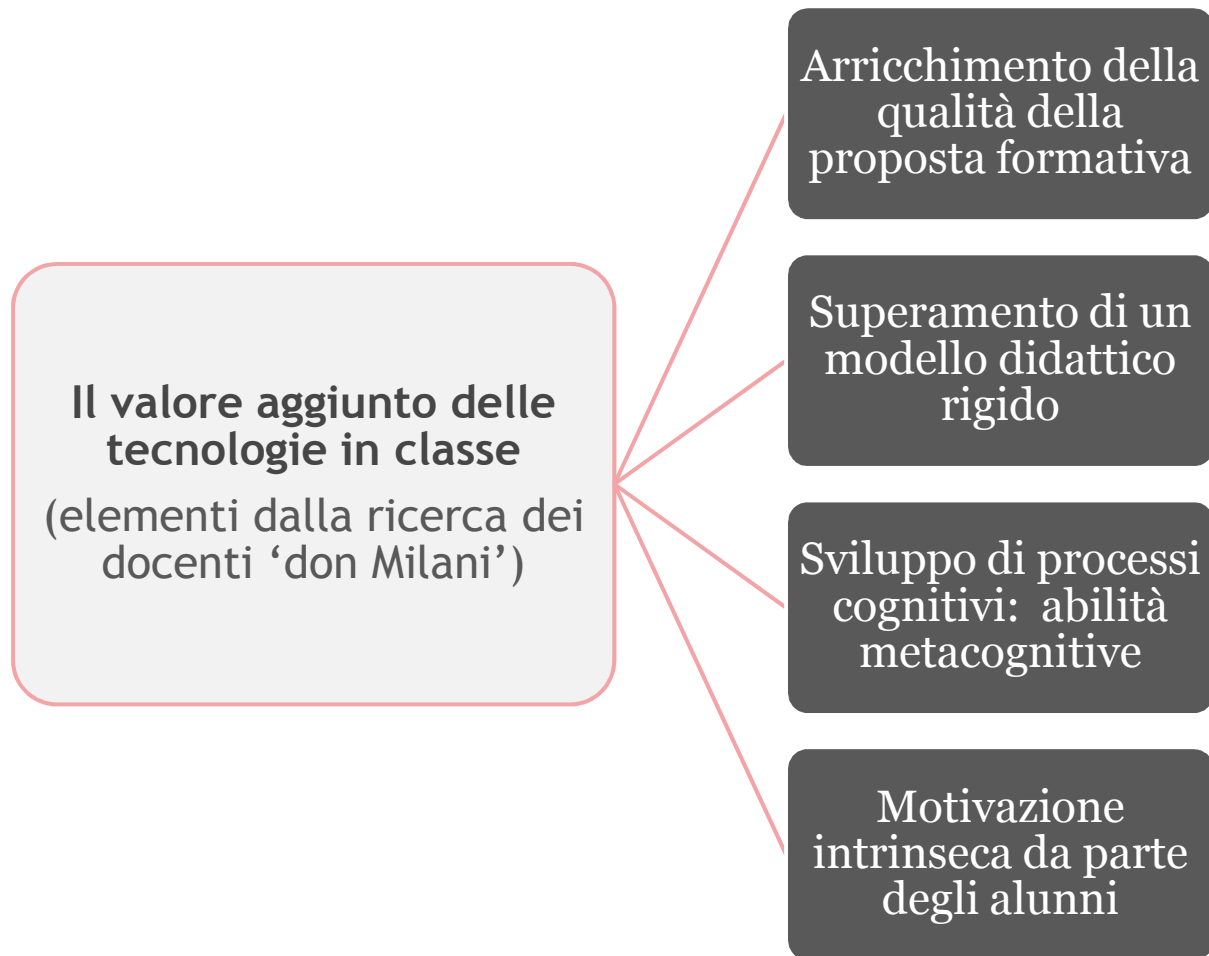 Il valore aggiunto delle
tecnologie in classe
(elementi dalla ricerca dei
docenti ‘don Milani’)
Arricchimento della
qualità della
proposta formativa
Superamento di un
modello didattico
rigido
Sviluppo di processi
cognitivi:  abilità
metacognitive
Motivazione
intrinseca da parte
degli alunni